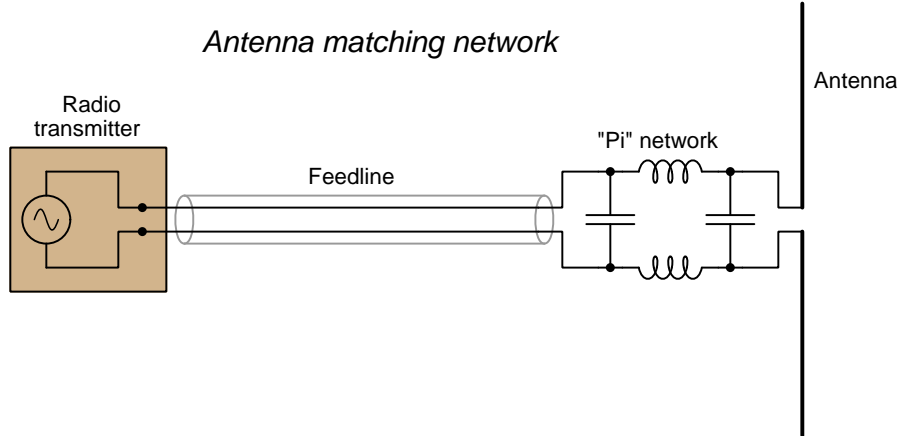 Antenna matching network
Antenna
Radio
transmitter
"Pi" network
Feedline